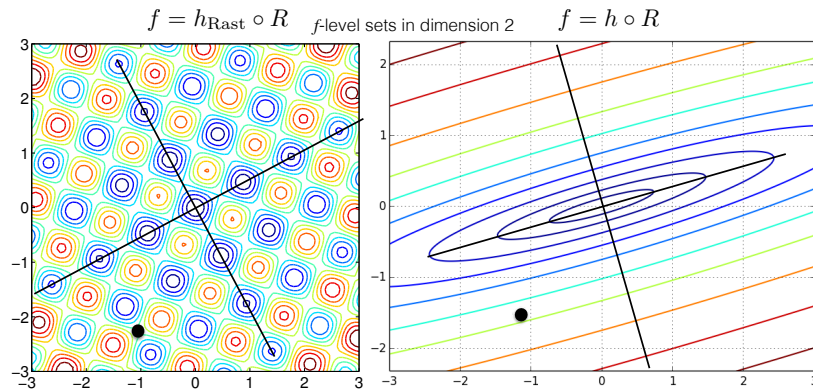 f = h_Rast ∘ R
f-level sets in dimension 2
f = h ∘ R
3
2
1
0
−1
−2
−3
−3 −2 −1 0 1 2 3
2
1
0
−1
−2
−3 −2 −1 0 1 2 3